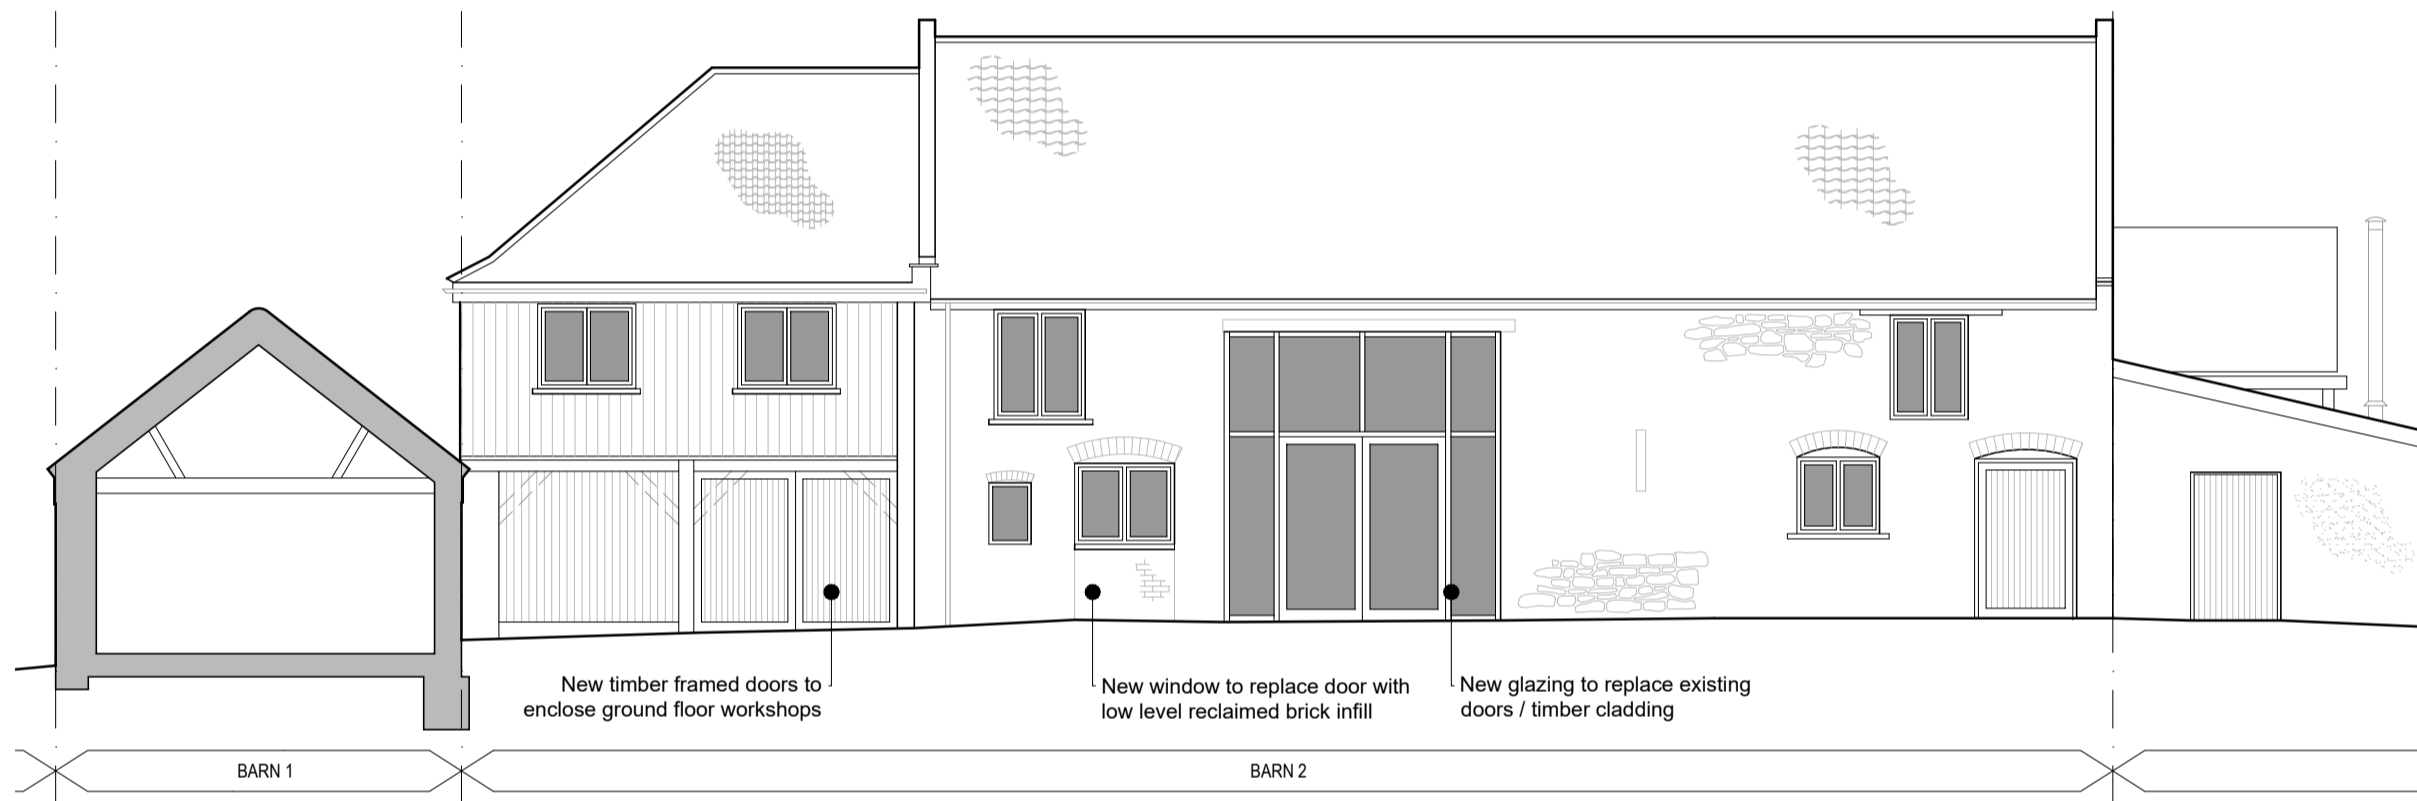 New timber framed doors to
enclose ground floor workshops
New window to replace door with
low level reclaimed brick infill
New glazing to replace existing
doors / timber cladding
BARN 1
BARN 2